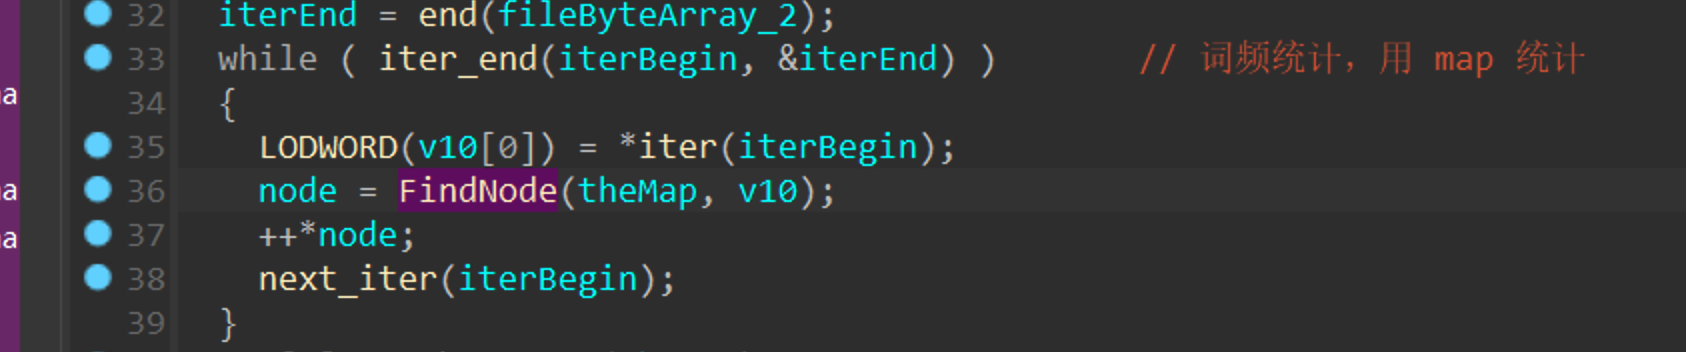 32 iterEnd = end(fileByteArray_2);
33 while ( iter_end(iterBegin, &iterEnd) ) // 词频统计，用 map 统计
34 {
35 LODWORD(v10[0]) = *iter(iterBegin);
36 node = FindNode(theMap, v10);
37 ++*node;
38 next_iter(iterBegin);
39 }
a
a
a